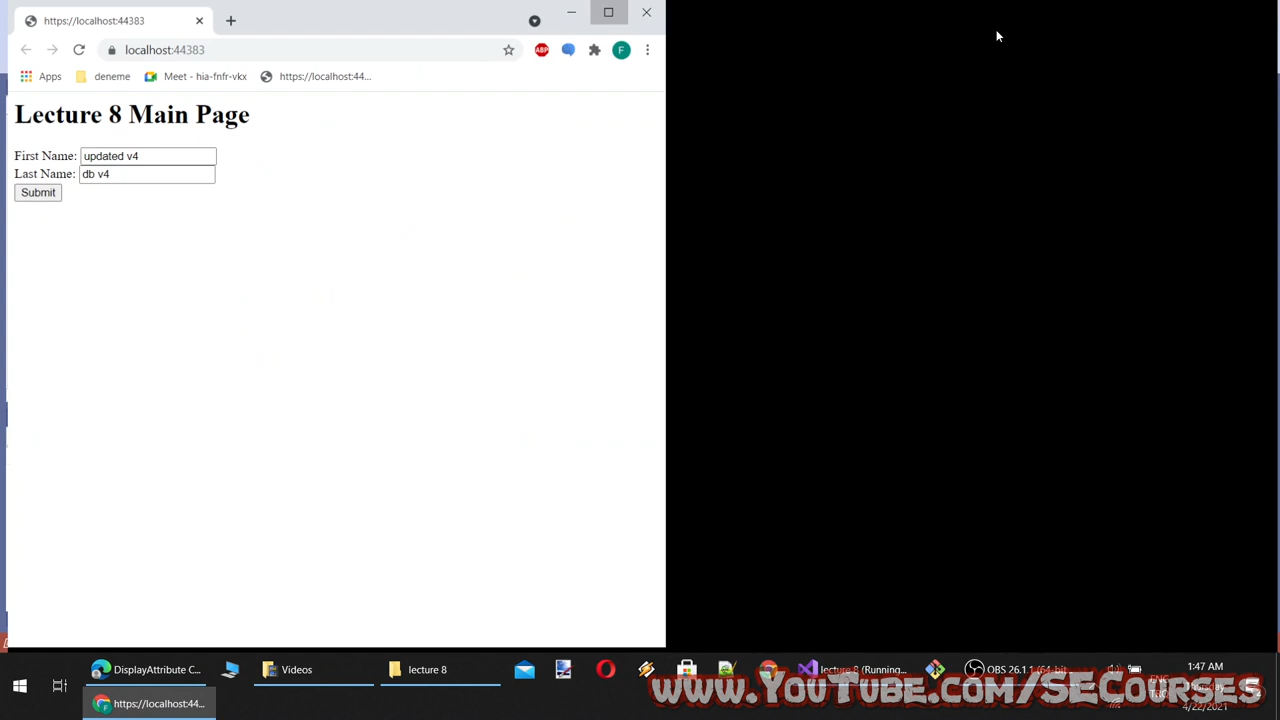 https://localhost:44383
localhost:44383
ABP
F
Apps
deneme
Meet - hia-fnfr-vkx
https://localhost:44...
Lecture 8 Main Page
First Name: updated v4
Last Name: db v4
Submit
DisplayAttribute C...
Videos
lecture 8
lecture 8 (Running...
OBS 26.1.1 (64-bit...
1:47 AM
https://localhost:44...
4/22/2021
5
www.YouTube.com/SECourses